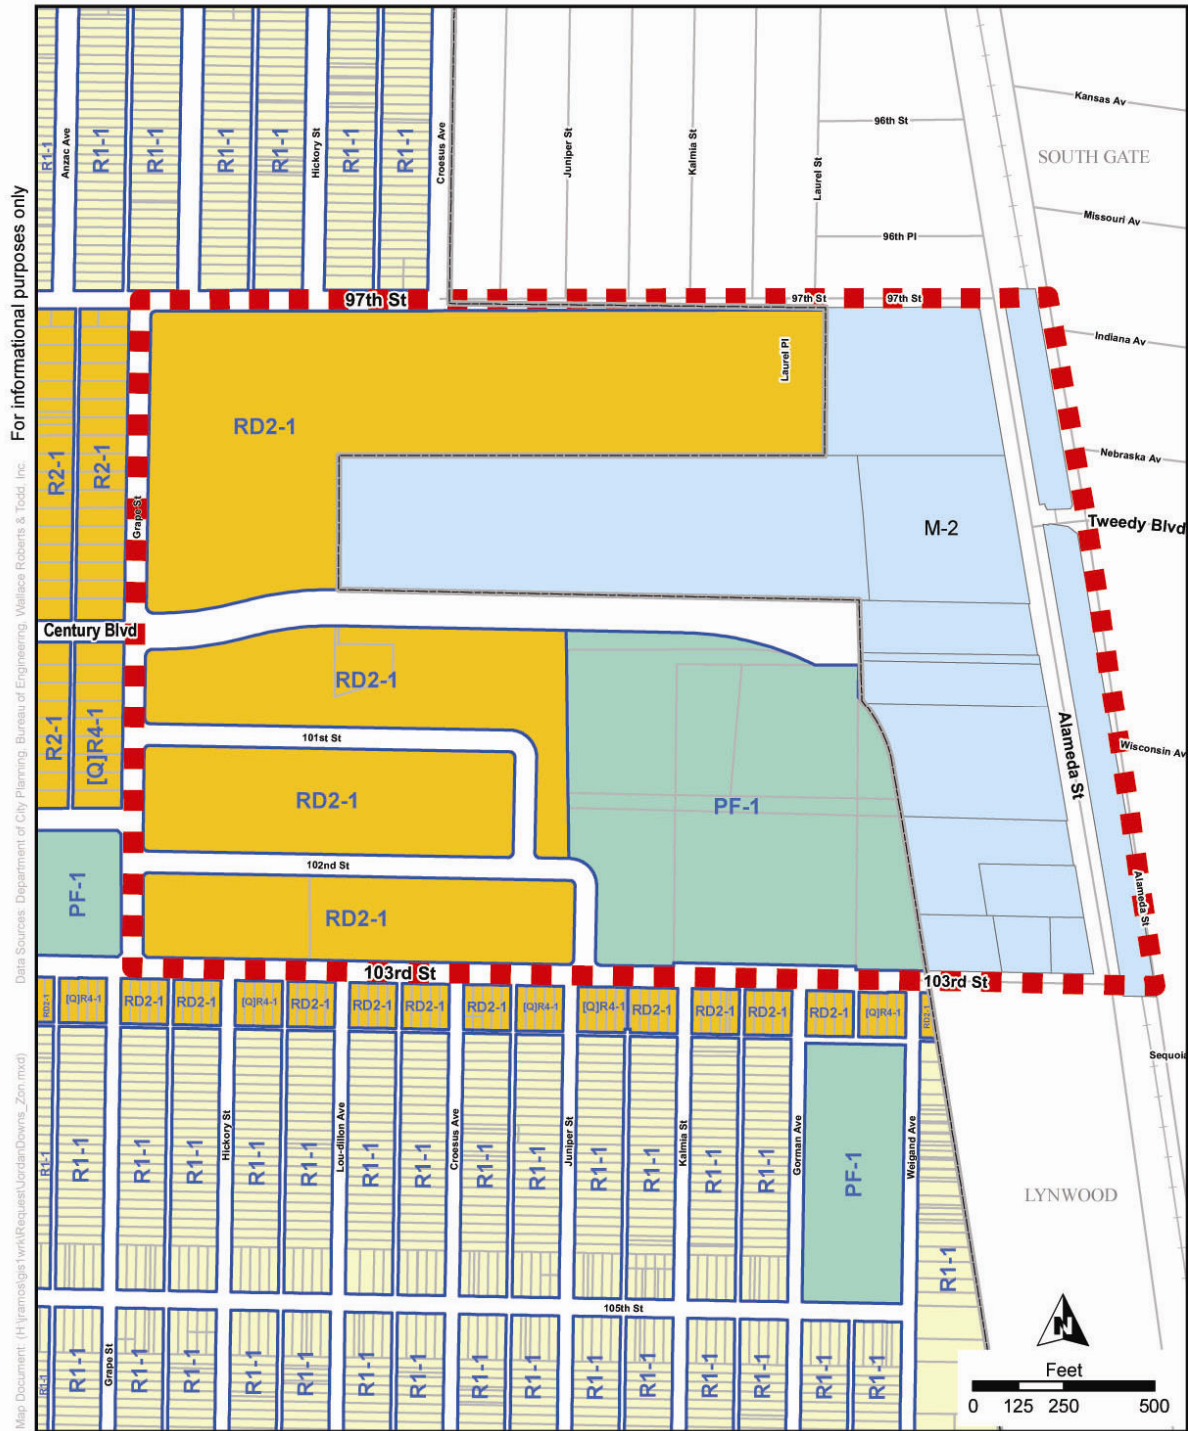 Kansas Av
96th St
SOUTH GATE
R1-1
Anzac Ave
R1-1
R1-1
R1-1
R1-1
Hickory St
R1-1
R1-1
Croesus Ave
Juniper St
Kalmia St
Laurel St
Missouri Av
96th Pl
For informational purposes only
97th St
97th St
97th St
Indiana Av
Laurel Pl
RD2-1
R2-1
R2-1
Nebraska Av
Grape St
M-2
Tweedy Blvd
Century Blvd
RD2-1
R2-1
[Q]R4-1
101st St
Alameda St
Wisconsin Av
RD2-1
PF-1
102nd St
PF-1
RD2-1
Alameda St
Data Sources: Department of City Planning, Bureau of Engineering, Wallace Roberts & Todd, Inc.
103rd St
103rd St
RD2-1
[Q]R4-1
RD2-1
RD2-1
[Q]R4-1
RD2-1
RD2-1
RD2-1
RD2-1
[Q]R4-1
[Q]R4-1
RD2-1
RD2-1
RD2-1
RD2-1
[Q]R4-1
RD2-1
Sequoia
R1-1
R1-1
R1-1
R1-1
Hickory St
R1-1
R1-1
Lou-dillon Ave
R1-1
R1-1
Croesus Ave
R1-1
R1-1
Juniper St
R1-1
R1-1
Kalmia St
R1-1
R1-1
Gorman Ave
PF-1
Weigand Ave
R1-1
LYNWOOD
105th St
R1-1
R1-1
Grape St
R1-1
R1-1
R1-1
R1-1
R1-1
R1-1
R1-1
R1-1
R1-1
R1-1
R1-1
R1-1
R1-1
R1-1
N
Feet
0 125 250 500
Map Document: (H:\jramos\gis1wrk\Request\JordanDowns_Zon.mxd)